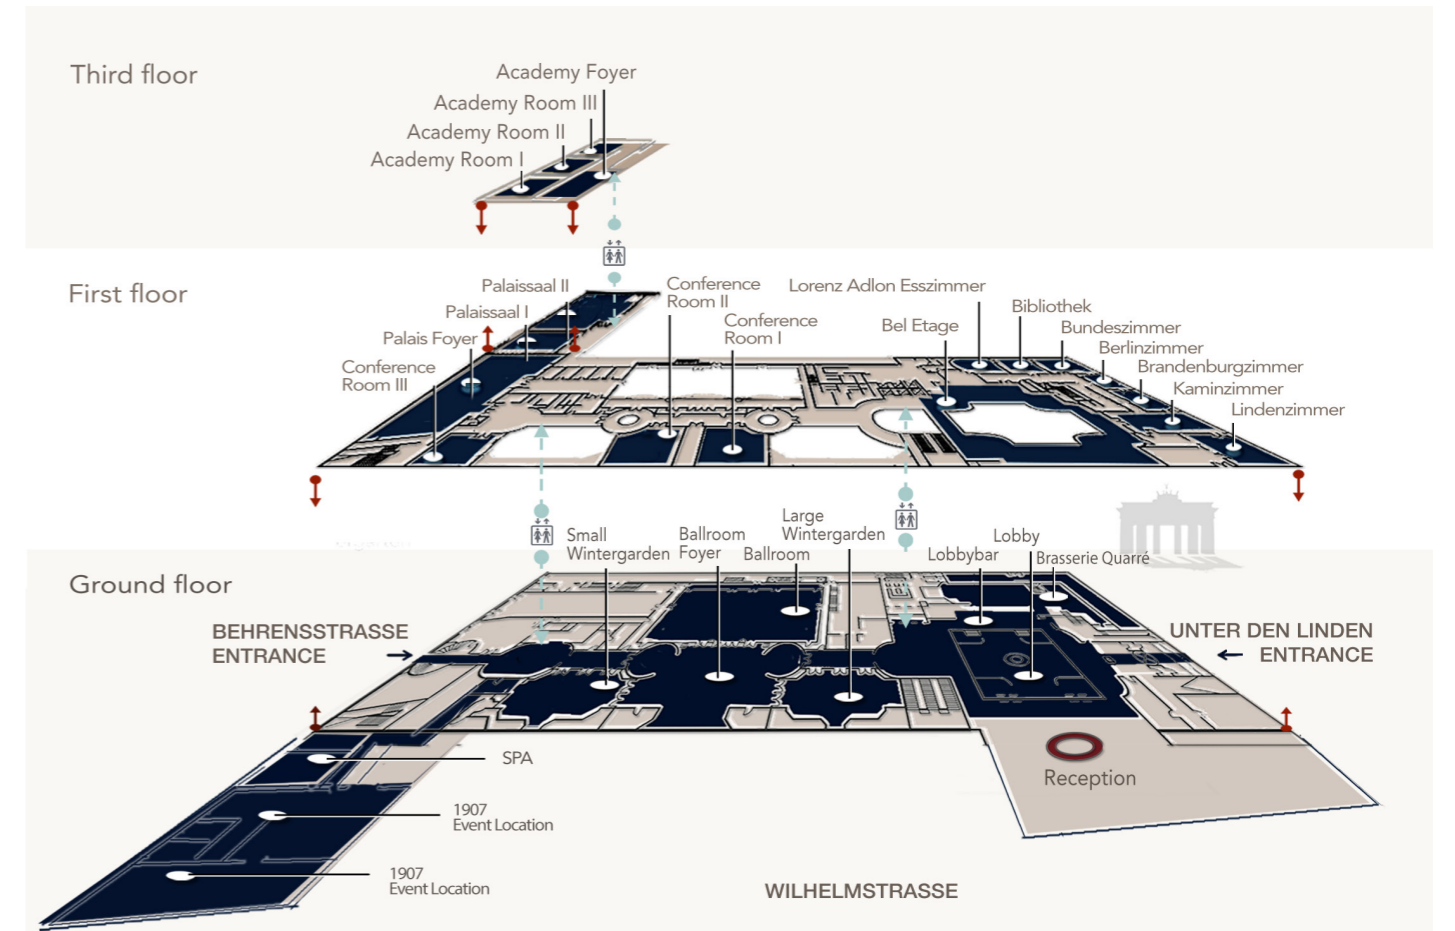 Third floor
Academy Foyer
Academy Room III
Academy Room II
Academy Room I
First floor
Palaissaal II
Palaissaal I
Palais Foyer
Conference
Room III
Conference
Room II
Conference
Room I
Lorenz Adlon Esszimmer
Bel Etage
Bibliothek
Bundeszimmer
Berlinzimmer
Brandenburgzimmer
Kaminzimmer
Lindenzimmer
Ground floor
Small
Wintergarden
Ballroom
Foyer
Ballroom
Large
Wintergarden
Lobbybar
Lobby
Brasserie Quarré
BEHRENSSTRASSE
ENTRANCE
UNTER DEN LINDEN
ENTRANCE
SPA
Reception
1907
Event Location
1907
Event Location
WILHELMSTRASSE